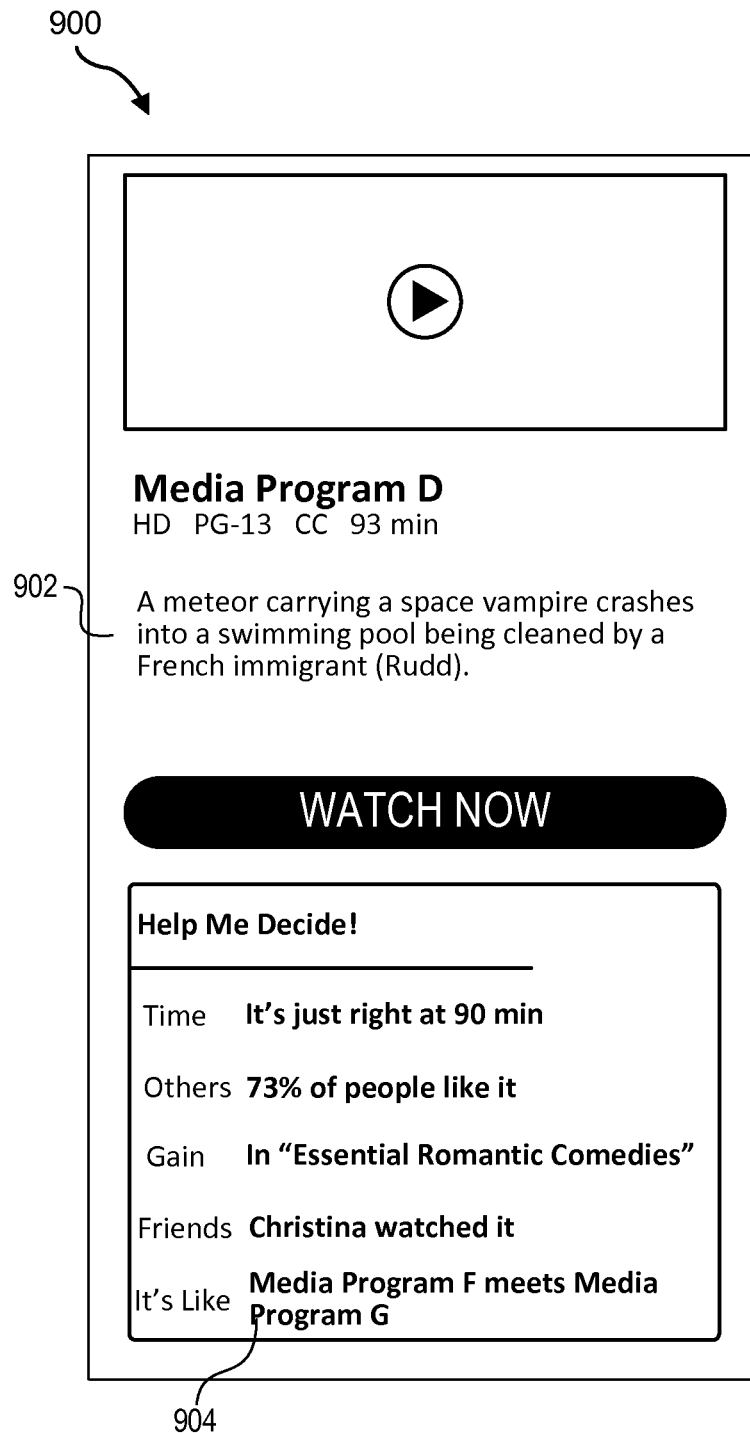 900
Media Program D
HD PG-13 CC 93 min
902
A meteor carrying a space vampire crashes
into a swimming pool being cleaned by a
French immigrant (Rudd).
WATCH NOW
Help Me Decide!
Time It’s just right at 90 min
Others 73% of people like it
Gain In “Essential Romantic Comedies”
Friends Christina watched it
It’s Like Media Program F meets Media
Program G
904